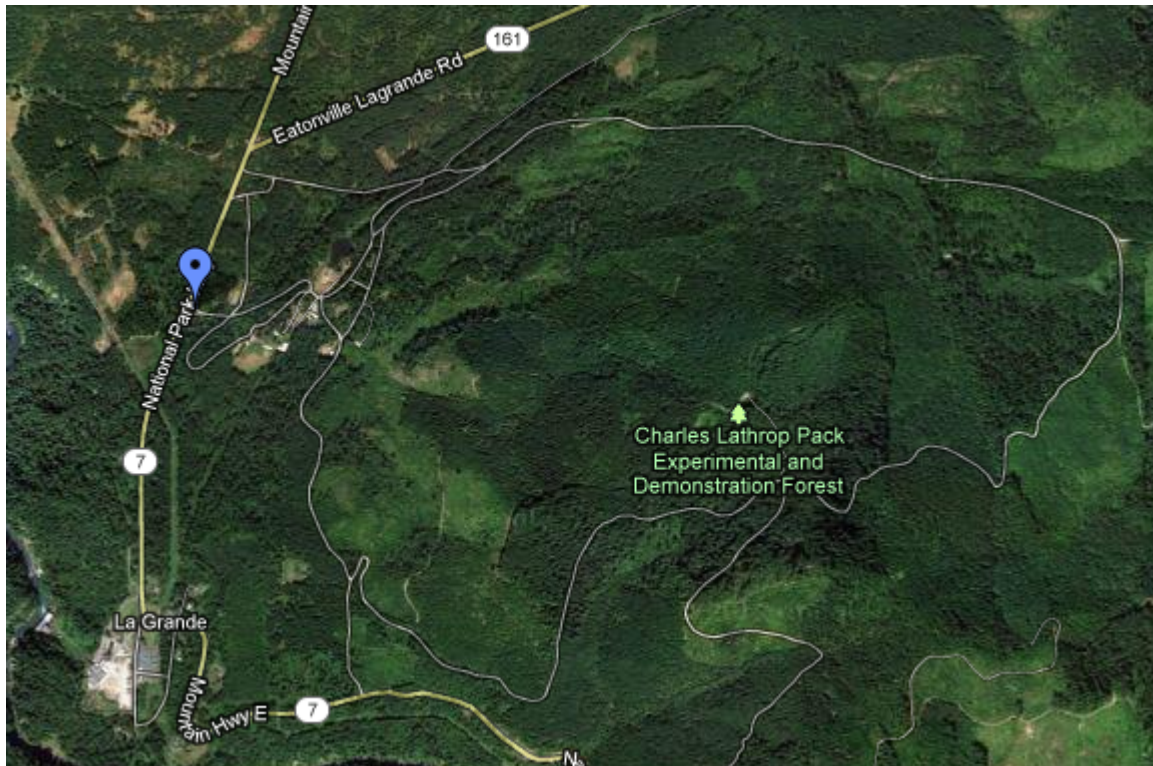 161
Mountain
Eatonville Lagrande Rd
National Park
7
Charles Lathrop Pack
Experimental and
Demonstration Forest
La Grande
Mountain Hwy E
7
N